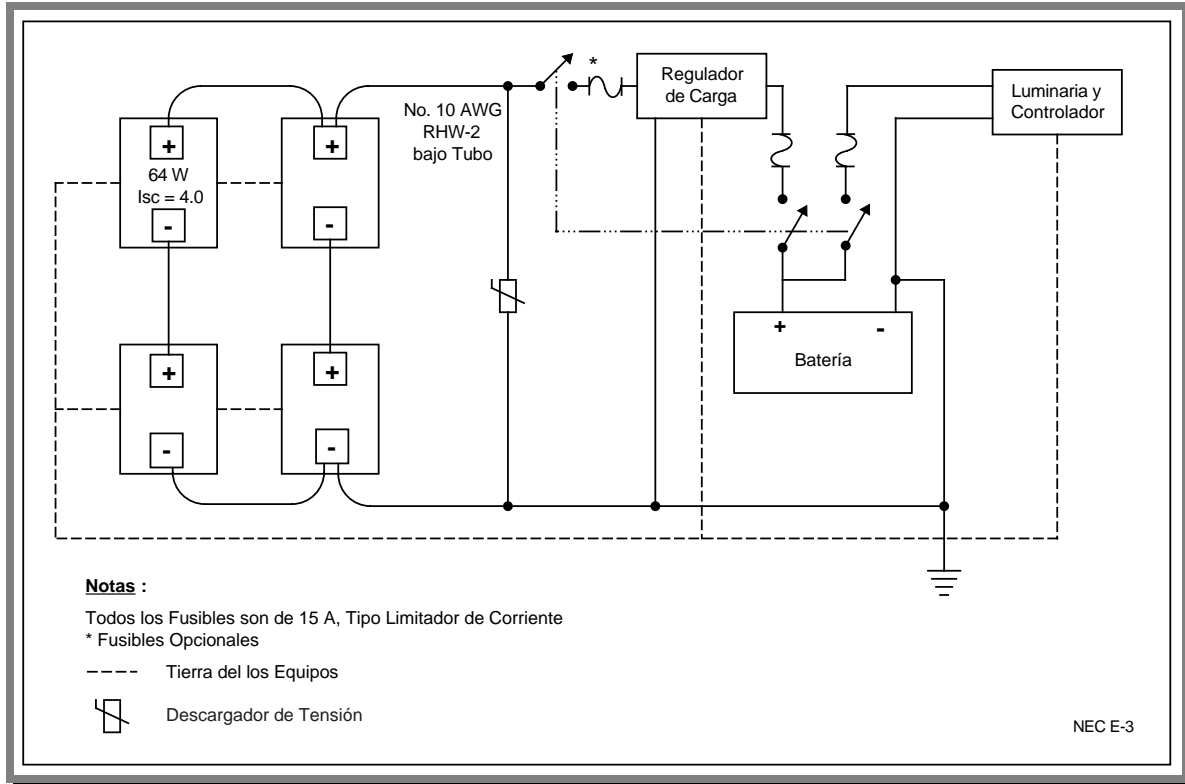 +
64 W
Isc = 4.0
-
+
-
+
-
+
-
No. 10 AWG
RHW-2
bajo Tubo
*
Regulador
de Carga
Luminaria y
Controlador
+ -
Batería
Notas :
Todos los Fusibles son de 15 A, Tipo Limitador de Corriente
* Fusibles Opcionales
Tierra del los Equipos
Descargador de Tensión
NEC E-3